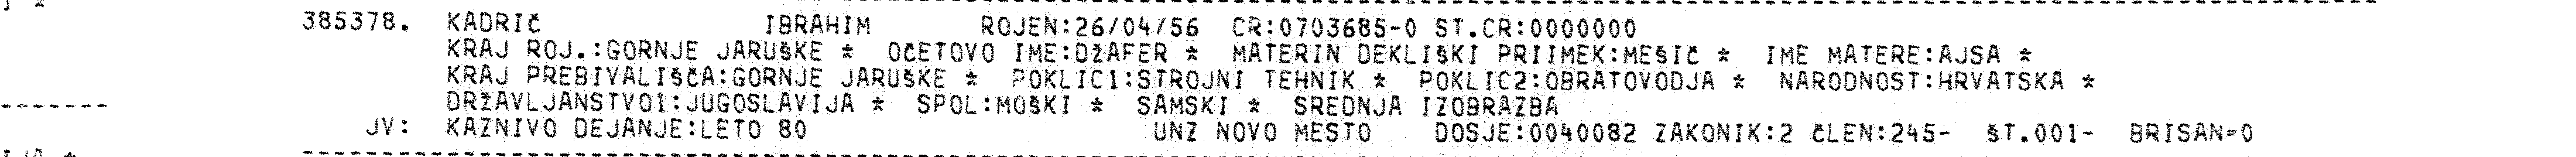 385378. KADRIČ IBRAHIM ROJEN:26/04/56 CR:0703685-0 ST.CR:0000000
KRAJ ROJ.:GORNJE JARUŠKE * OČETOVO IME:DŽAFER * MATERIN DEKLIŠKI PRIIMEK:MEŠIČ * IME MATERE:AJSA *
KRAJ PREBIVALIŠČA:GORNJE JARUŠKE * POKLIC1:STROJNI TEHNIK * POKLIC2:OBRATOVODJA * NARODNOST:HRVATSKA *
DRŽAVLJANSTVO1:JUGOSLAVIJA * SPOL:MOŠKI * SAMSKI * SREDNJA IZOBRAZBA
JV: KAZNIVO DEJANJE:LETO 80 UNZ NOVO MESTO DOSJE:0040082 ZAKONIK:2 ČLEN:245- ŠT.001- BRISAN=0